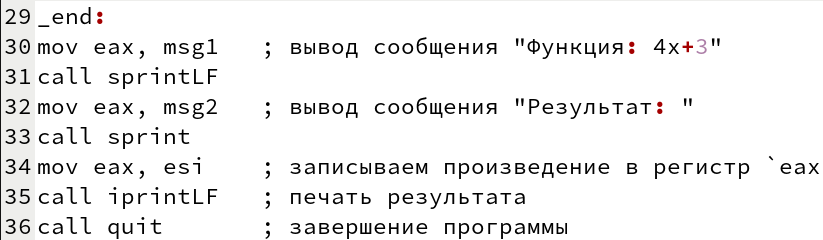 29 _end:
30 mov eax, msg1   ; вывод сообщения "Функция: 4x+3"
31 call sprintLF
32 mov eax, msg2   ; вывод сообщения "Результат: "
33 call sprint
34 mov eax, esi    ; записываем произведение в регистр `eax
35 call iprintLF   ; печать результата
36 call quit       ; завершение программы